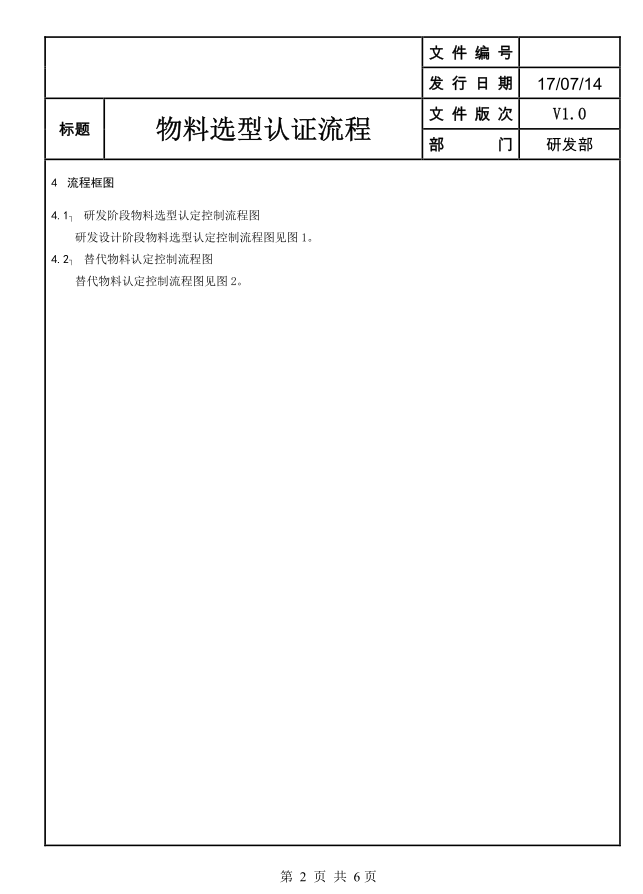 文件编号
发行日期 17/07/14
标题 物料选型认证流程
文件版次 V1.0
部门 研发部
4 流程框图
4.1┐ 研发阶段物料选型认定控制流程图
研发设计阶段物料选型认定控制流程图见图 1。
4.2┐ 替代物料认定控制流程图
替代物料认定控制流程图见图 2。
第 2 页 共 6 页